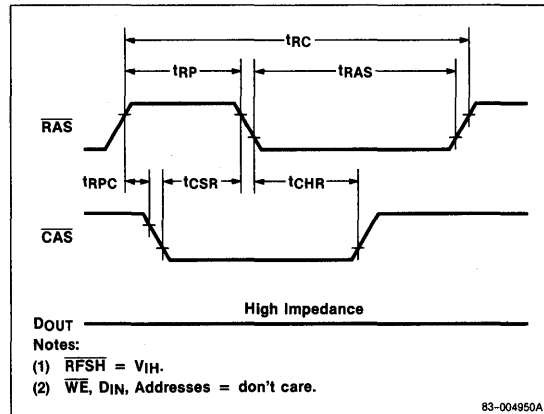 tRC
tRP
tRAS
RAS
tRPC
tCSR
tCHR
CAS
High Impedance
DOUT
Notes:
(1) RFSH = VIH.
(2) WE, DIN, Addresses = don't care.
83-004950A